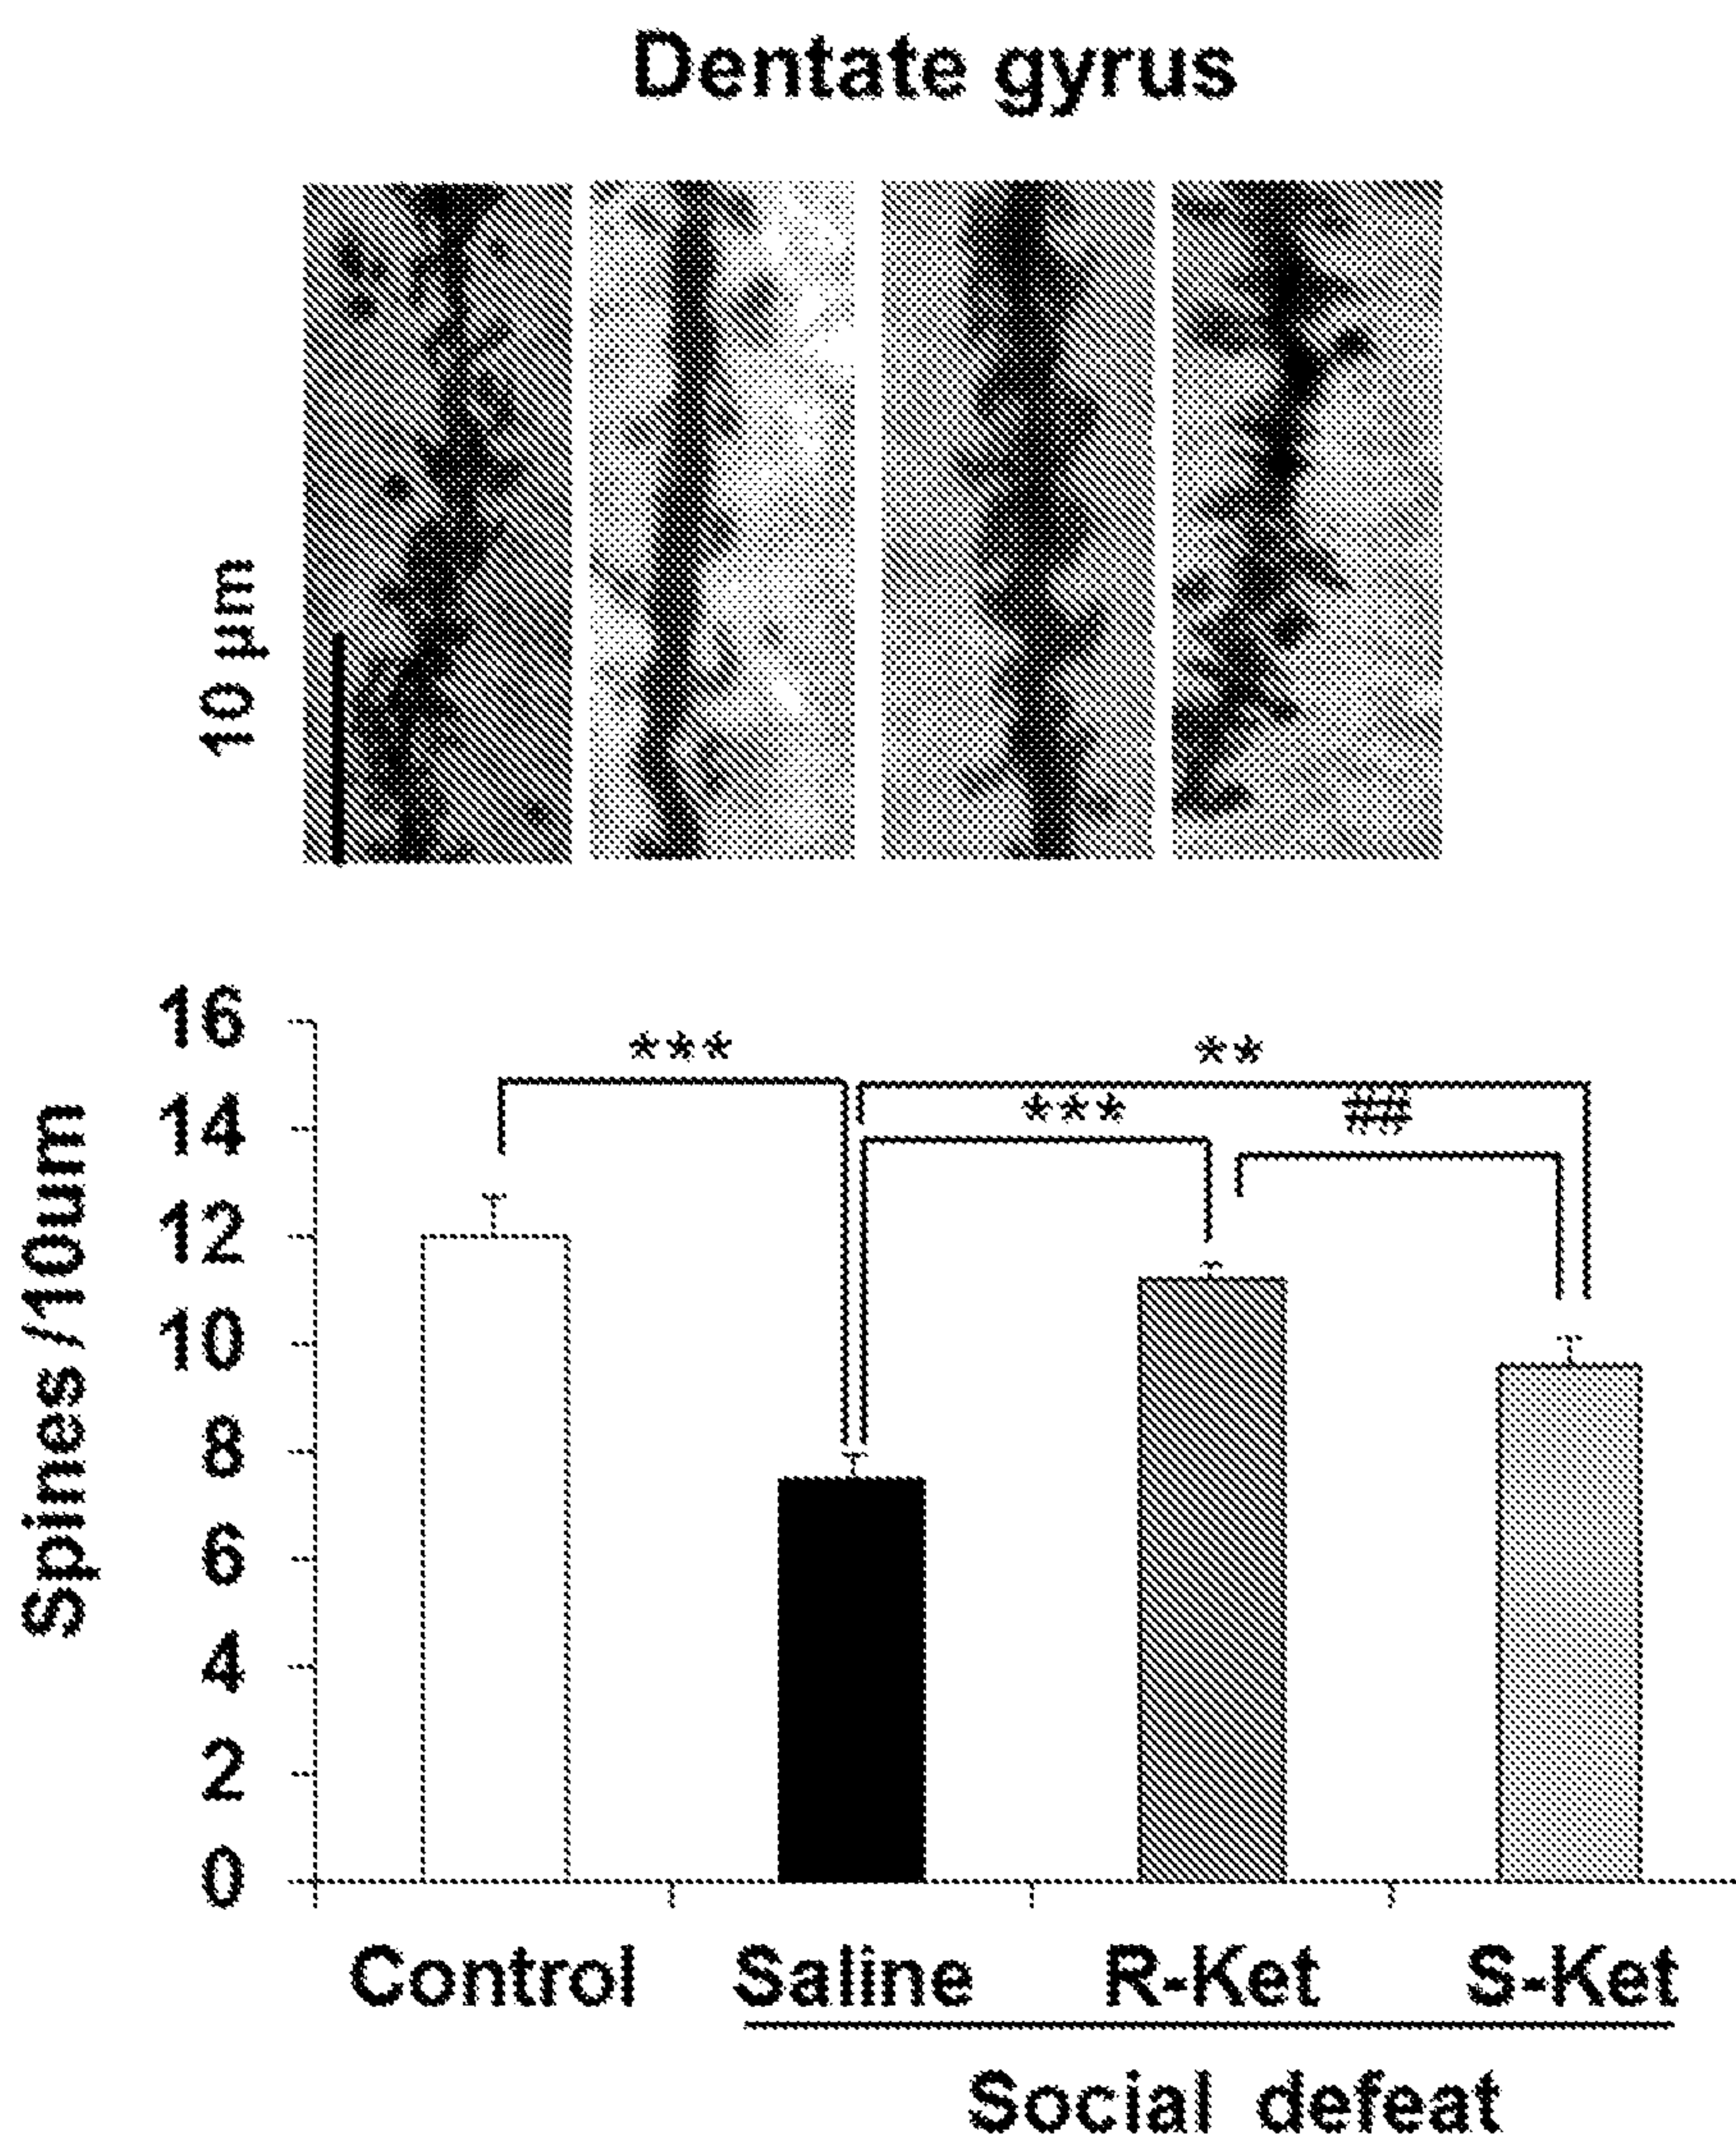 Dentate gyrus
10 µm
Spines /10um
16
14
12
10
8
6
4
2
0
***
**
***
##
Control Saline R-Ket S-Ket
Social defeat